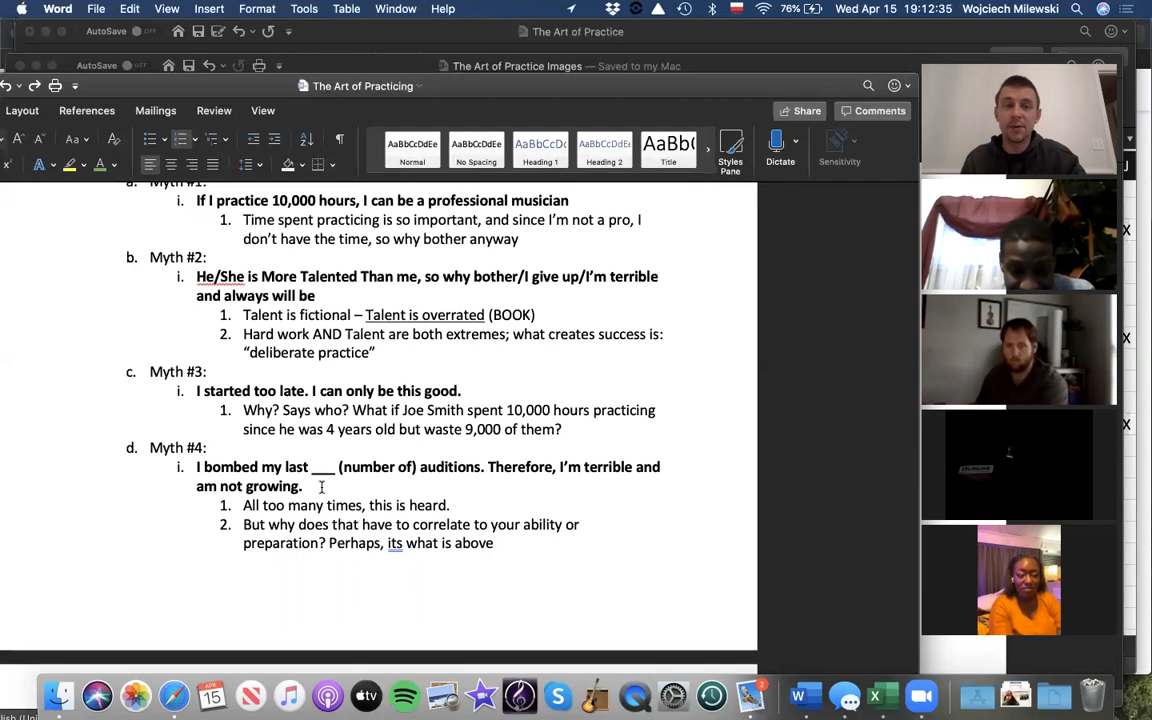 Word File Edit View Insert Format Tools Table Window Help 76% Wed Apr 15 19:12:35 Wojciech Milewski
AutoSave OFF The Art of Practice
AutoSave OFF The Art of Practice Images — Saved to my Mac
The Art of Practicing
Layout References Mailings Review View Share Comments
AaBbCcDdEe AaBbCcDdEe AaBbCcDc AaBbCcDdEe AaBb(
Normal No Spacing Heading 1 Heading 2 Title Styles Pane Dictate Sensitivity
a. Myth #1:
i. If I practice 10,000 hours, I can be a professional musician
1. Time spent practicing is so important, and since I'm not a pro, I
don't have the time, so why bother anyway
b. Myth #2:
i. He/She is More Talented Than me, so why bother/I give up/I'm terrible
and always will be
1. Talent is fictional – Talent is overrated (BOOK)
2. Hard work AND Talent are both extremes; what creates success is:
"deliberate practice"
c. Myth #3:
i. I started too late. I can only be this good.
1. Why? Says who? What if Joe Smith spent 10,000 hours practicing
since he was 4 years old but waste 9,000 of them?
d. Myth #4:
i. I bombed my last ___ (number of) auditions. Therefore, I'm terrible and
am not growing.
1. All too many times, this is heard.
2. But why does that have to correlate to your ability or
preparation? Perhaps, its what is above
APR
15
tv